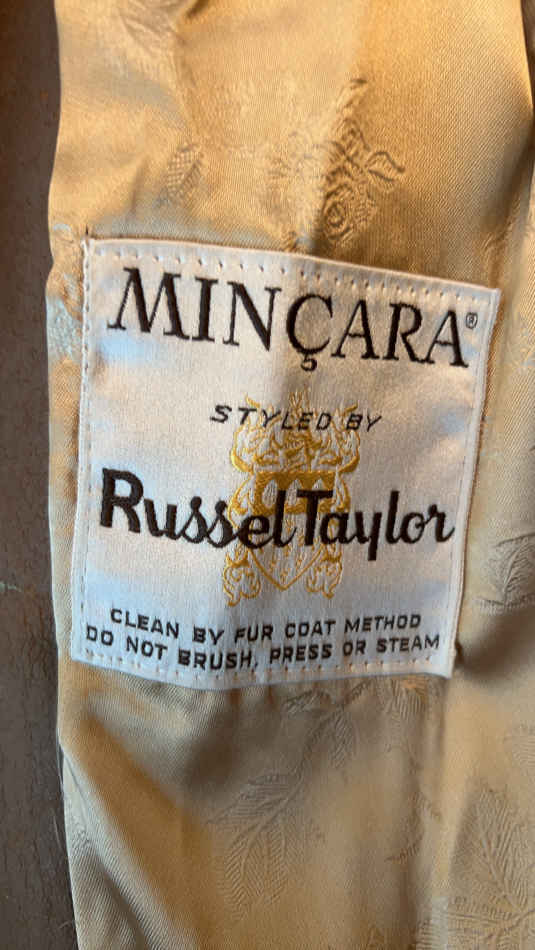 MINÇARA®
STYLED BY
Russel Taylor
CLEAN BY FUR COAT METHOD
DO NOT BRUSH, PRESS OR STEAM